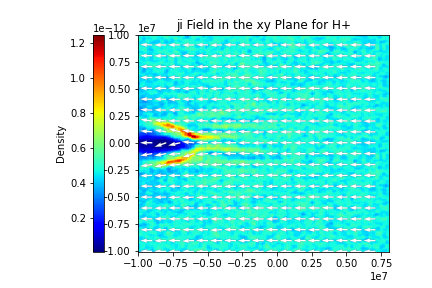 ji Field in the xy Plane for H+
1e−12
1e7
1.2
1.0
0.8
0.6
0.4
0.2
Density
1.00
0.75
0.50
0.25
0.00
−0.25
−0.50
−0.75
−1.00
−1.00 −0.75 −0.50 −0.25 0.00 0.25 0.50 0.75
1e7